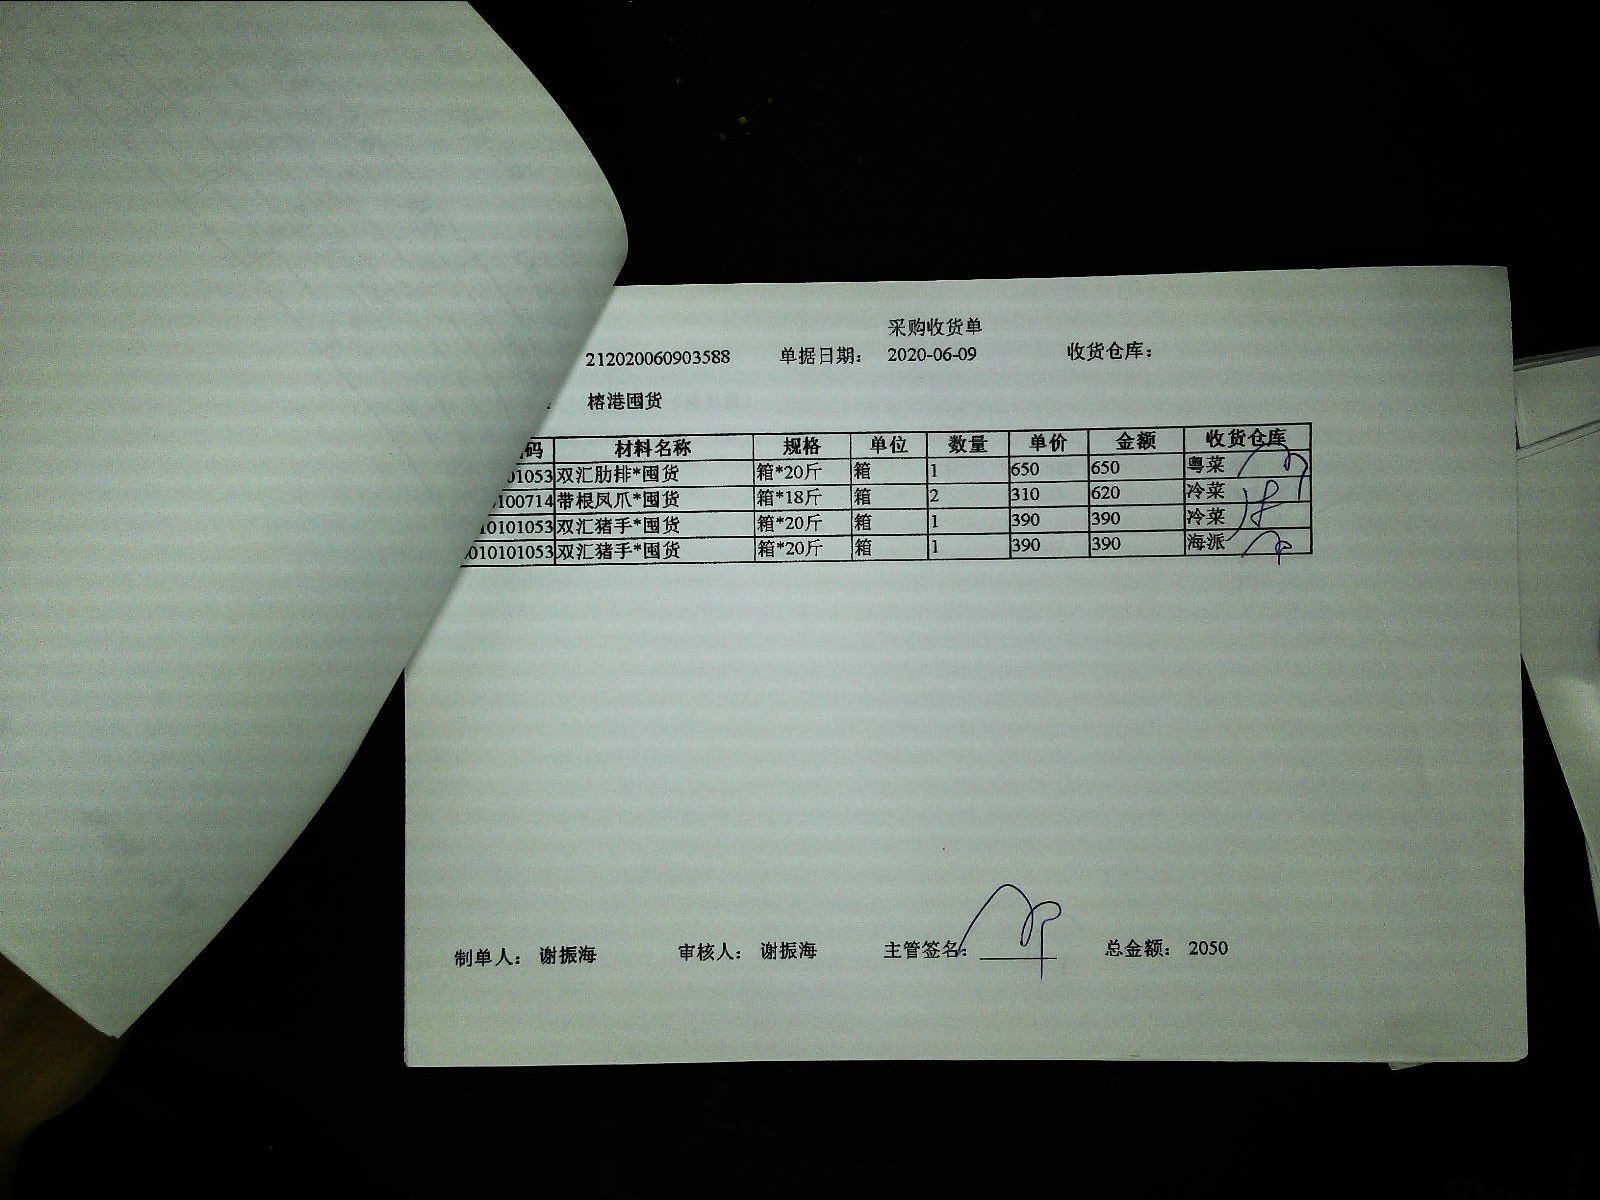 采购收货单
212020060903588 单据日期： 2020-06-09 收货仓库：
榕港囤货
码 材料名称 规格 单位 数量 单价 金额 收货仓库
01053 双汇肋排*囤货 箱*20斤 箱 1 650 650 粤菜
100714 带根凤爪*囤货 箱*18斤 箱 2 310 620 冷菜
10101053 双汇猪手*囤货 箱*20斤 箱 1 390 390 冷菜
010101053 双汇猪手*囤货 箱*20斤 箱 1 390 390 海派
制单人： 谢振海 审核人： 谢振海 主管签名： 总金额： 2050